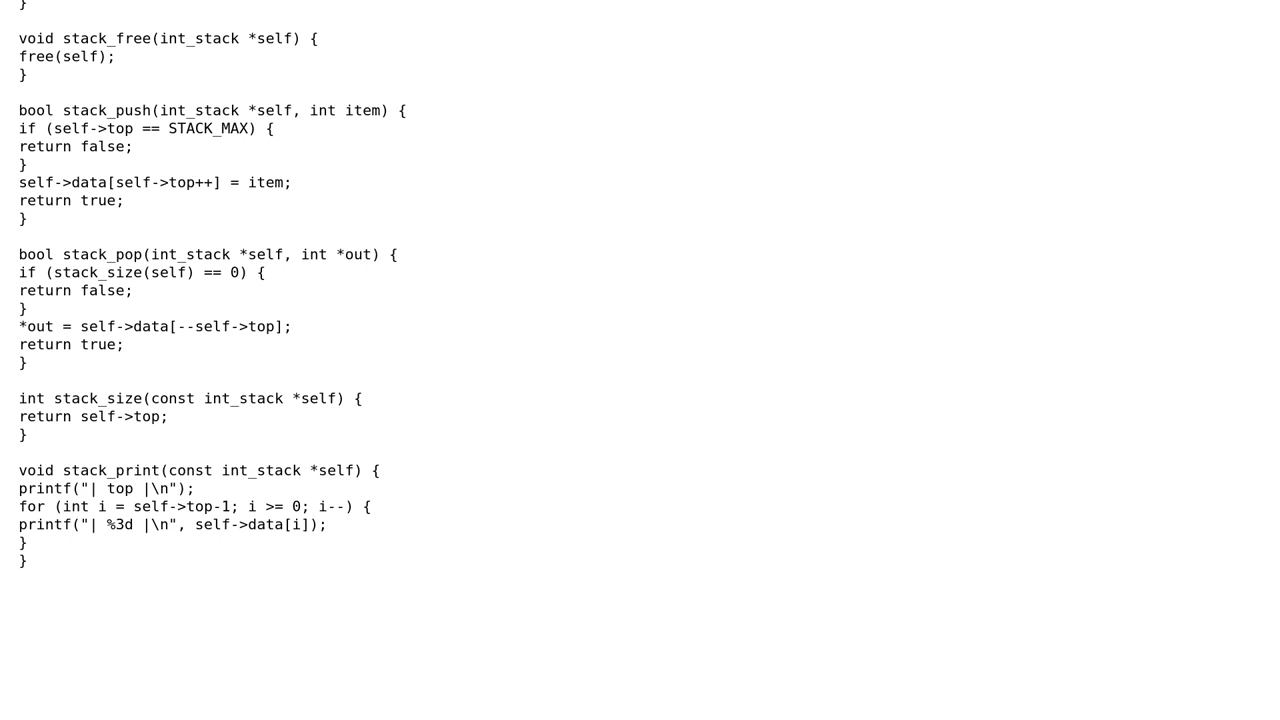 }

void stack_free(int_stack *self) {
free(self);
}

bool stack_push(int_stack *self, int item) {
if (self->top == STACK_MAX) {
return false;
}
self->data[self->top++] = item;
return true;
}

bool stack_pop(int_stack *self, int *out) {
if (stack_size(self) == 0) {
return false;
}
*out = self->data[--self->top];
return true;
}

int stack_size(const int_stack *self) {
return self->top;
}

void stack_print(const int_stack *self) {
printf("| top |\n");
for (int i = self->top-1; i >= 0; i--) {
printf("| %3d |\n", self->data[i]);
}
}